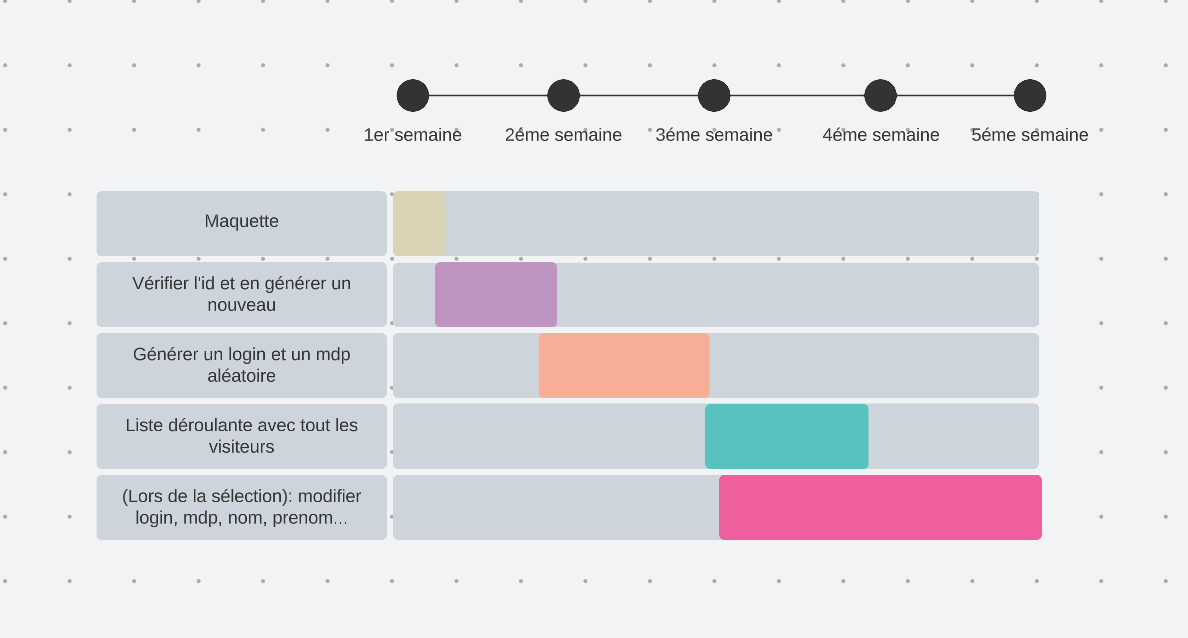 1er semaine
2éme semaine
3éme semaine
4éme semaine
5éme semaine
Maquette
Vérifier l'id et en générer un
nouveau
Générer un login et un mdp
aléatoire
Liste déroulante avec tout les
visiteurs
(Lors de la sélection): modifier
login, mdp, nom, prenom...